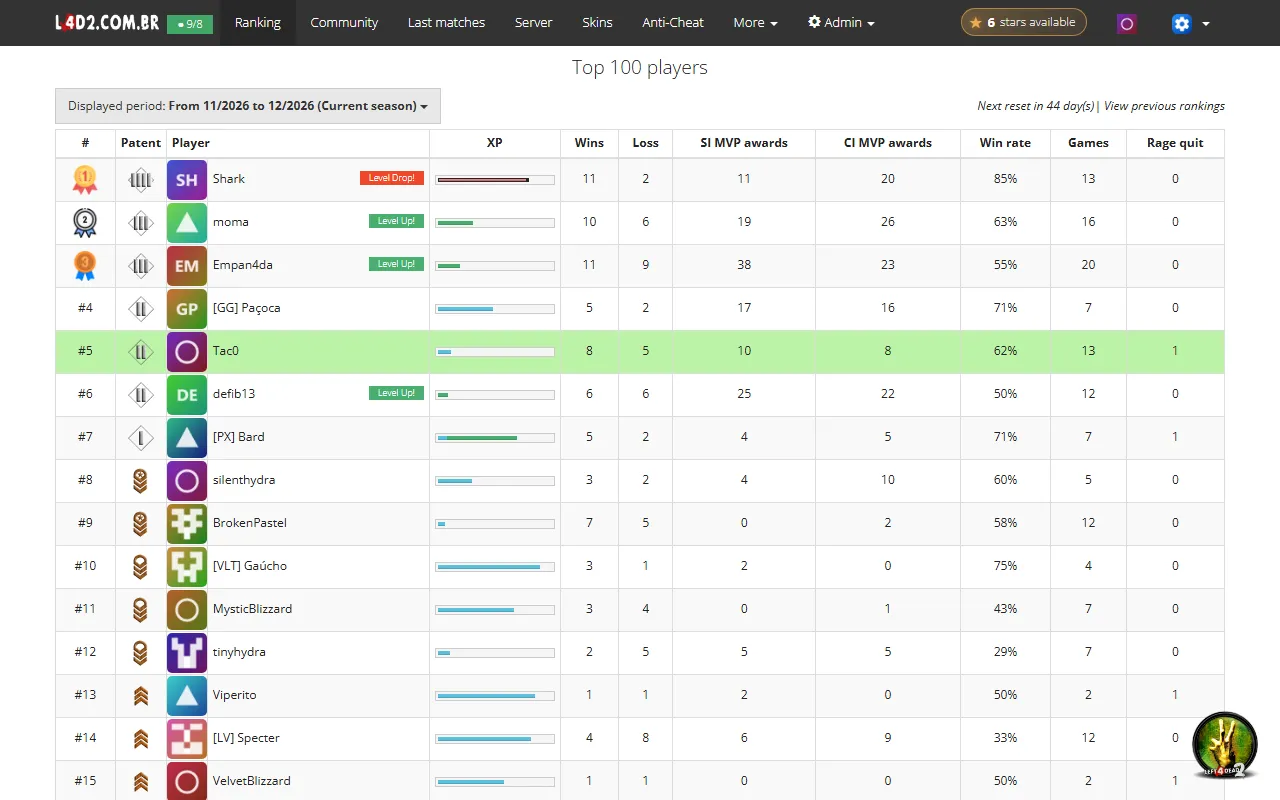 L4D2.COM.BR ● 9/8 Ranking Community Last matches Server Skins Anti-Cheat More Admin ★ 6 stars available
Top 100 players
Displayed period: From 11/2026 to 12/2026 (Current season)
Next reset in 44 day(s)| View previous rankings
# Patent Player XP Wins Loss SI MVP awards CI MVP awards Win rate Games Rage quit
1 SH Shark Level Drop! 11 2 11 20 85% 13 0
2 moma Level Up! 10 6 19 26 63% 16 0
3 EM Empan4da Level Up! 11 9 38 23 55% 20 0
#4 GP [GG] Paçoca 5 2 17 16 71% 7 0
#5 Tac0 8 5 10 8 62% 13 1
#6 DE defib13 Level Up! 6 6 25 22 50% 12 0
#7 [PX] Bard 5 2 4 5 71% 7 1
#8 silenthydra 3 2 4 10 60% 5 0
#9 BrokenPastel 7 5 0 2 58% 12 0
#10 [VLT] Gaúcho 3 1 2 0 75% 4 0
#11 MysticBlizzard 3 4 0 1 43% 7 0
#12 tinyhydra 2 5 5 5 29% 7 0
#13 Viperito 1 1 2 0 50% 2 1
#14 [LV] Specter 4 8 6 9 33% 12 0
LEFT4DEAD2
#15 VelvetBlizzard 1 1 0 0 50% 2 1